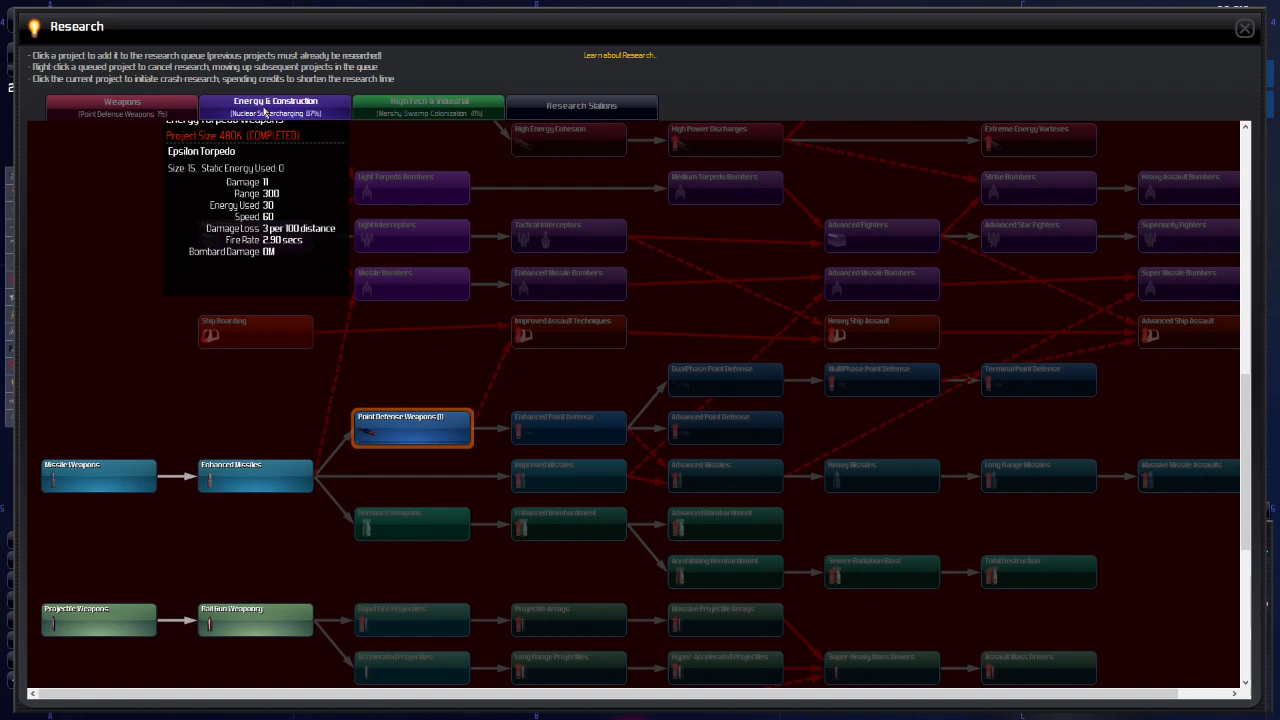 Research
- Click a project to add it to the research queue (previous projects must already be researched)
- Right-click a queued project to cancel research, moving up subsequent projects in the queue
- Click the current project to initiate crash-research, spending credits to shorten the research time
Learn about Research..
Weapons
(Point Defense Weapons 1%)
Energy & Construction
(Nuclear Supercharging 87%)
HighTech & Industrial
(Marshy Swamp Colonization 41%)
Research Stations
Energy Torpedo Weapons
Project Size 480K (COMPLETED)
Epsilon Torpedo
Size: 15, Static Energy Used: 0
Damage 11
Range 300
Energy Used 30
Speed 60
Damage Loss 3 per 100 distance
Fire Rate 2.90 secs
Bombard Damage 0M
High Energy Cohesion
High Power Discharges
Extreme Energy Vortexes
Light Torpedo Bombers
Medium Torpedo Bombers
Strike Bombers
Heavy Assault Bombers
Light Interceptors
Tactical Interceptors
Advanced Fighters
Advanced Star Fighters
Superiority Fighters
Missile Bombers
Enhanced Missile Bombers
Advanced Missile Bombers
Super Missile Bombers
Ship Boarding
Improved Assault Techniques
Heavy Ship Assault
Advanced Ship Assault
DualPhase Point Defense
MultiPhase Point Defense
Terminal Point Defense
Point Defense Weapons (1)
Enhanced Point Defense
Advanced Point Defense
Missile Weapons
Enhanced Missiles
Improved Missiles
Advanced Missiles
Heavy Missiles
Long Range Missiles
Massive Missile Assaults
Bombard Weapons
Enhanced Bombardment
Advanced Bombardment
Annihilating Bombardment
Severe Radiation Blast
Total Destruction
Projectile Weapons
Rail Gun Weaponry
Rapid Fire Projectiles
Projectile Arrays
Massive Projectile Arrays
Accelerated Projectiles
Long Range Projectiles
Hyper-Accelerated Projectiles
Super-Heavy Mass Drivers
Assault Mass Drivers